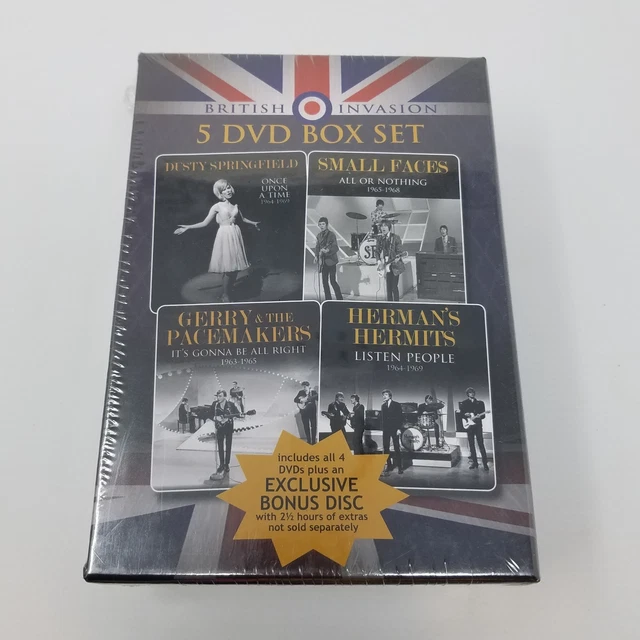 BRITISH INVASION
5 DVD BOX SET
DUSTY SPRINGFIELD
ONCE
UPON
A TIME
1964-1969
SMALL FACES
ALL OR NOTHING
1965-1968
GERRY & THE
PACEMAKERS
IT'S GONNA BE ALL RIGHT
1963-1965
HERMAN'S
HERMITS
LISTEN PEOPLE
1964-1969
includes all 4
DVDs plus an
EXCLUSIVE
BONUS DISC
with 2½ hours of extras
not sold separately